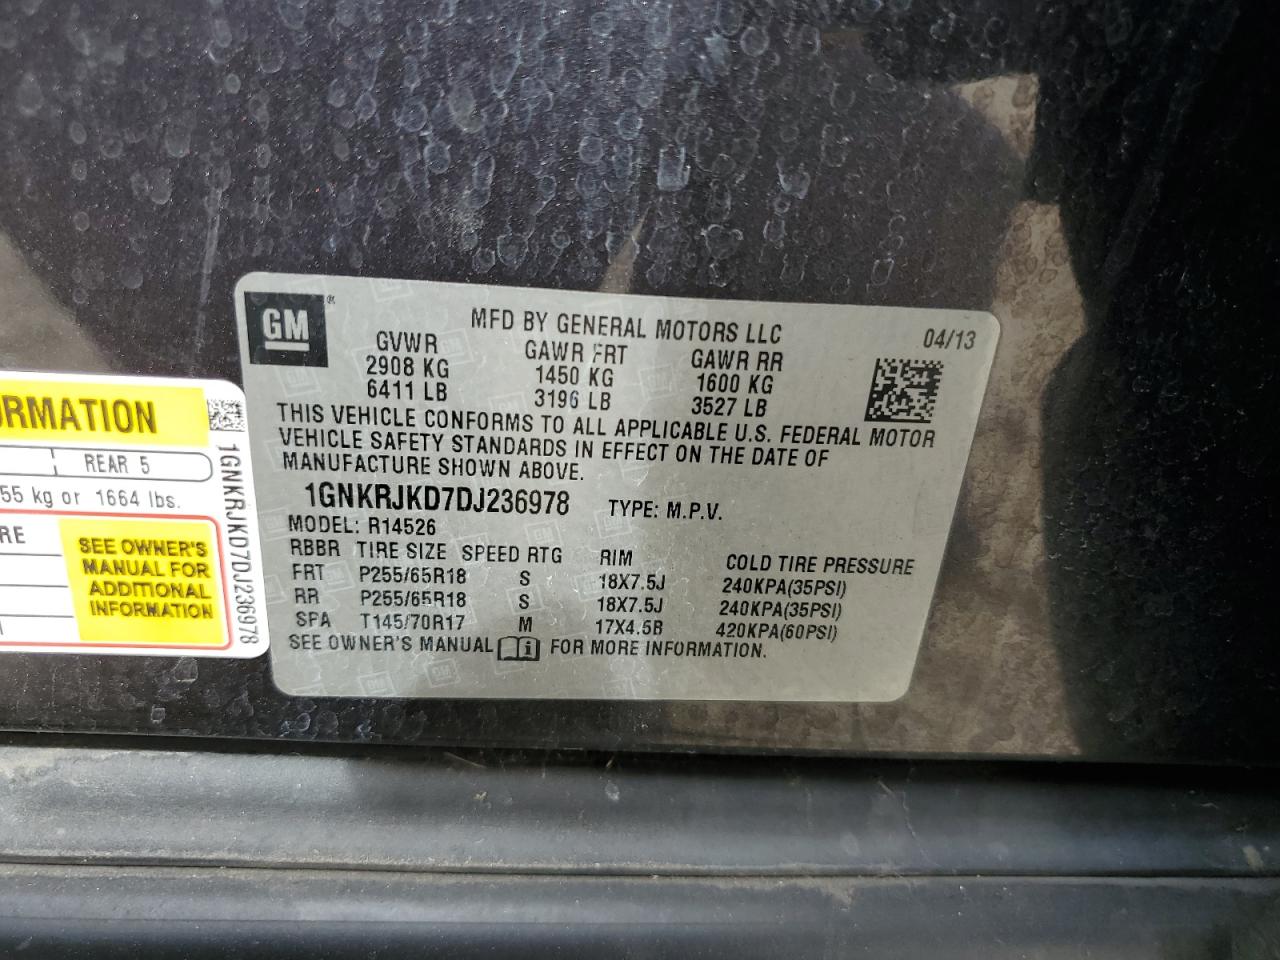 GM®
MFD BY GENERAL MOTORS LLC
04/13
GVWR GAWR FRT GAWR RR
2908 KG 1450 KG 1600 KG
6411 LB 3196 LB 3527 LB
THIS VEHICLE CONFORMS TO ALL APPLICABLE U.S. FEDERAL MOTOR
VEHICLE SAFETY STANDARDS IN EFFECT ON THE DATE OF
MANUFACTURE SHOWN ABOVE.
1GNKRJKD7DJ236978 TYPE: M.P.V.
MODEL: R14526
RBBR TIRE SIZE SPEED RTG RIM COLD TIRE PRESSURE
FRT P255/65R18 S 18X7.5J 240KPA(35PSI)
RR P255/65R18 S 18X7.5J 240KPA(35PSI)
SPA T145/70R17 M 17X4.5B 420KPA(60PSI)
SEE OWNER'S MANUAL i FOR MORE INFORMATION.
RMATION
REAR 5
55 kg or 1664 lbs.
RE
SEE OWNER'S
MANUAL FOR
ADDITIONAL
INFORMATION
1GNKRJKD7DJ236978